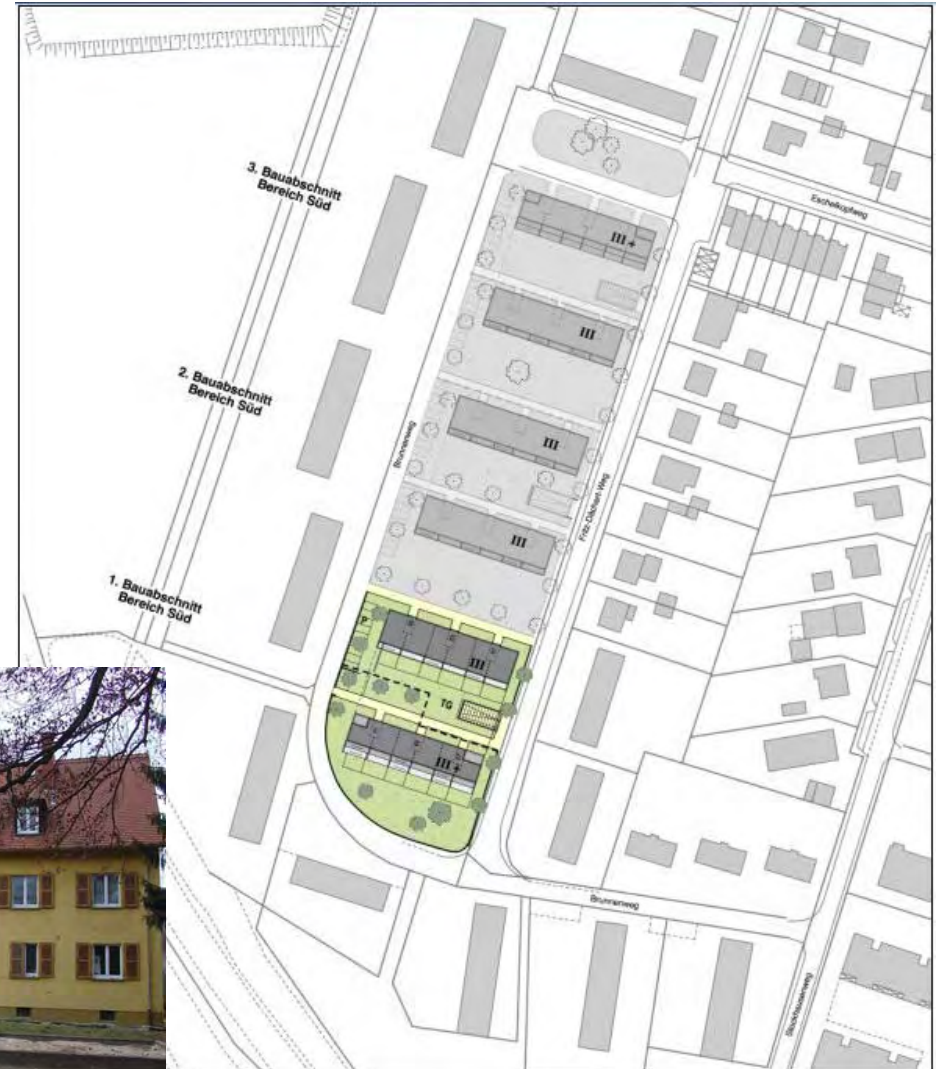 3. Bauabschnitt
Bereich Süd
Eschelkopfweg
III +
III
2. Bauabschnitt
Bereich Süd
III
Brunnenweg
Fritz-Dächert-Weg
III
1. Bauabschnitt
Bereich Süd
P
III
TG
III +
Brunnenweg